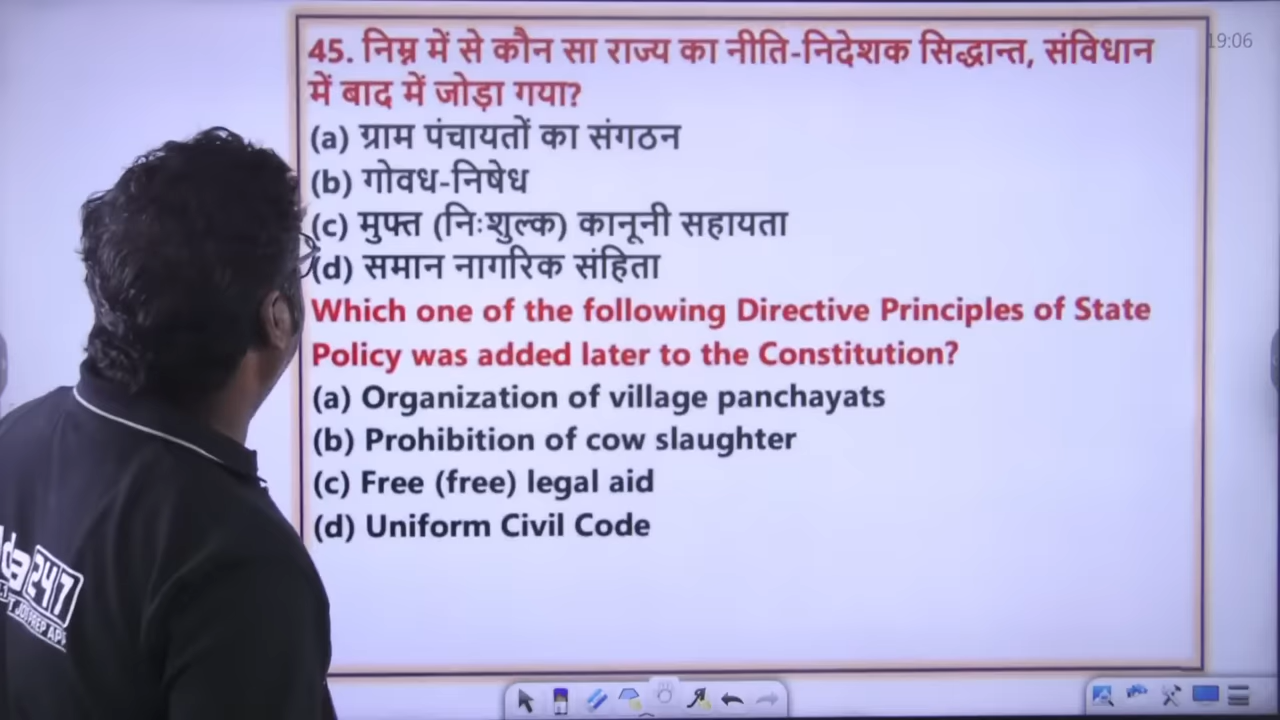 19:06
45. निम्न में से कौन सा राज्य का नीति-निदेशक सिद्धान्त, संविधान
में बाद में जोड़ा गया?
(a) ग्राम पंचायतों का संगठन
(b) गोवध-निषेध
(c) मुफ्त (निःशुल्क) कानूनी सहायता
(d) समान नागरिक संहिता
Which one of the following Directive Principles of State
Policy was added later to the Constitution?
(a) Organization of village panchayats
(b) Prohibition of cow slaughter
(c) Free (free) legal aid
(d) Uniform Civil Code
247